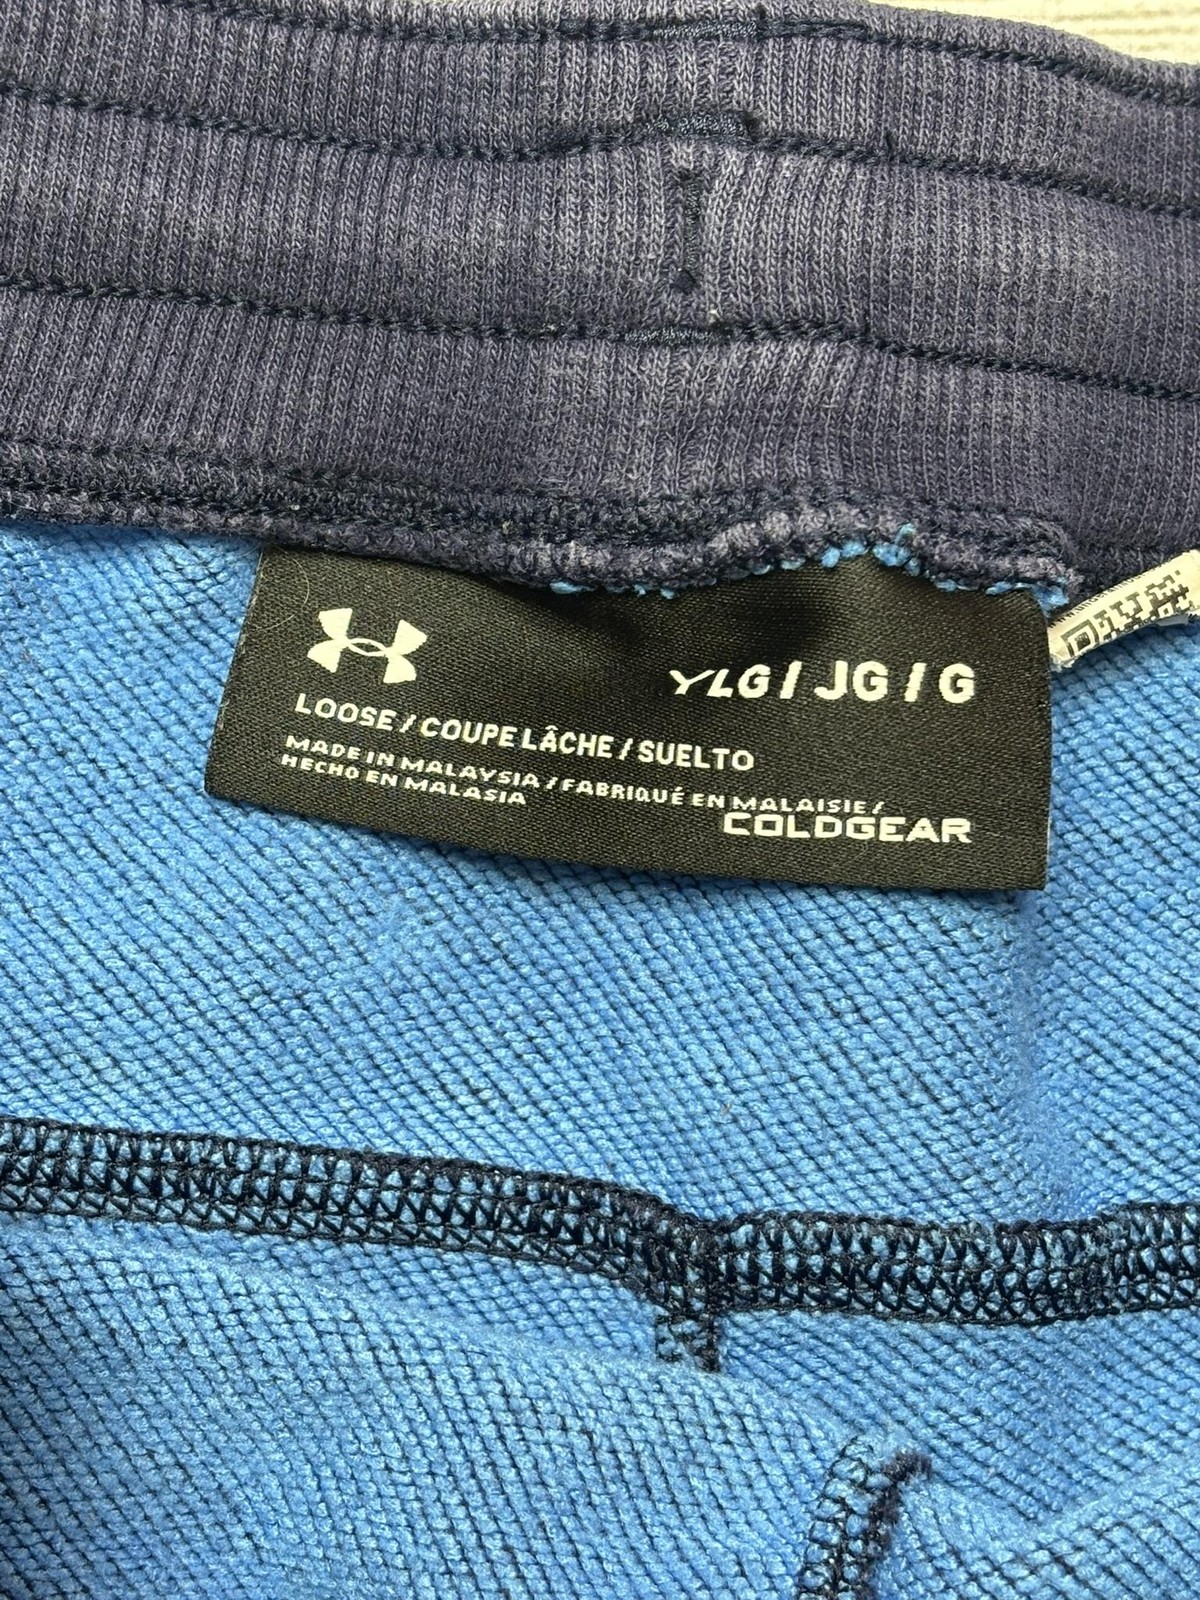 YLG / JG / G
LOOSE / COUPE LÂCHE / SUELTO
MADE IN MALAYSIA / FABRIQUÉ EN MALAISIE /
HECHO EN MALASIA
COLDGEAR